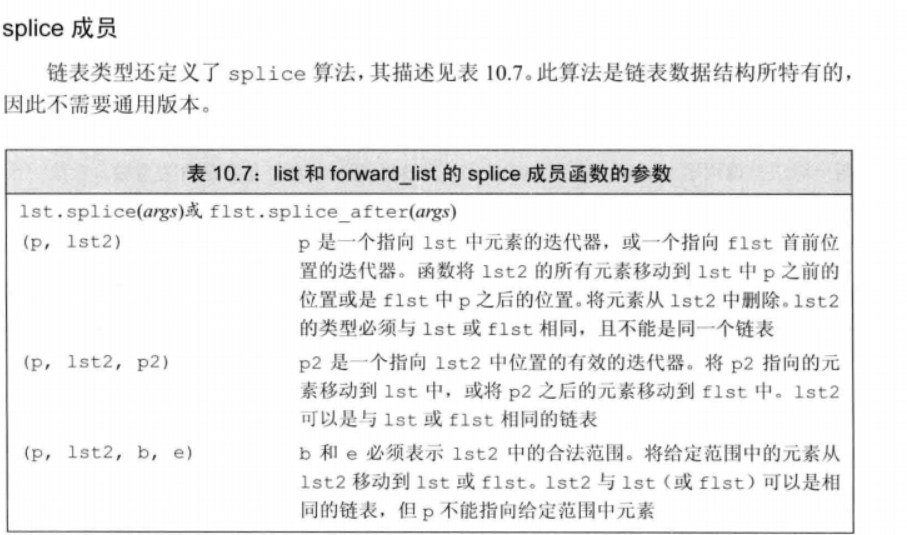 splice 成员
链表类型还定义了 splice 算法，其描述见表 10.7。此算法是链表数据结构所特有的，
因此不需要通用版本。
表 10.7：list 和 forward_list 的 splice 成员函数的参数
lst.splice(args)或 flst.splice_after(args)
(p, lst2) p 是一个指向 lst 中元素的迭代器，或一个指向 flst 首前位
置的迭代器。函数将 lst2 的所有元素移动到 lst 中 p 之前的
位置或是 flst 中 p 之后的位置。将元素从 lst2 中删除。lst2
的类型必须与 lst 或 flst 相同，且不能是同一个链表
(p, lst2, p2) p2 是一个指向 lst2 中位置的有效的迭代器。将 p2 指向的元
素移动到 lst 中，或将 p2 之后的元素移动到 flst 中。lst2
可以是与 lst 或 flst 相同的链表
(p, lst2, b, e) b 和 e 必须表示 lst2 中的合法范围。将给定范围中的元素从
lst2 移动到 lst 或 flst。lst2 与 lst（或 flst）可以是相
同的链表，但 p 不能指向给定范围中元素